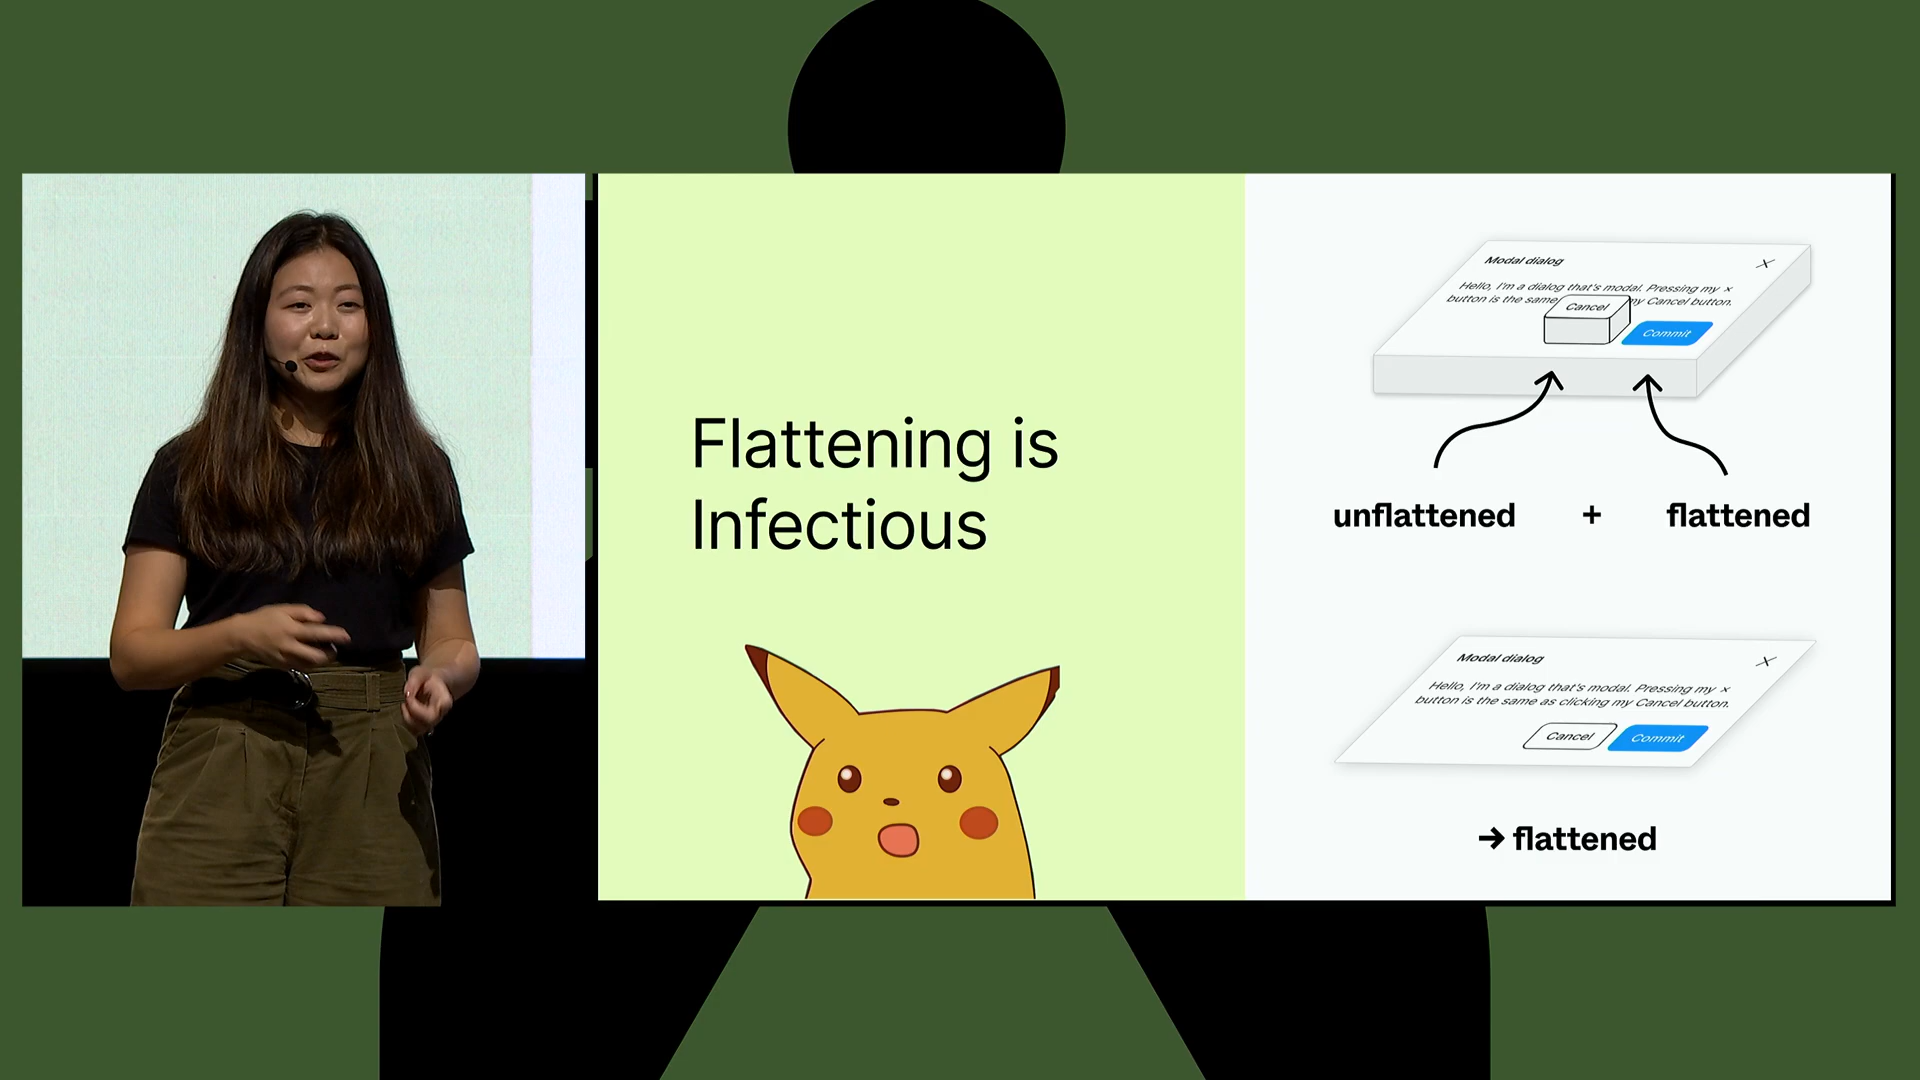 Flattening is
Infectious
Modal dialog
Hello, I'm a dialog that's modal. Pressing my ×
button is the same my Cancel button.
Cancel
Commit
unflattened + flattened
Modal dialog
Hello, I'm a dialog that's modal. Pressing my ×
button is the same as clicking my Cancel button.
Cancel
Commit
→ flattened